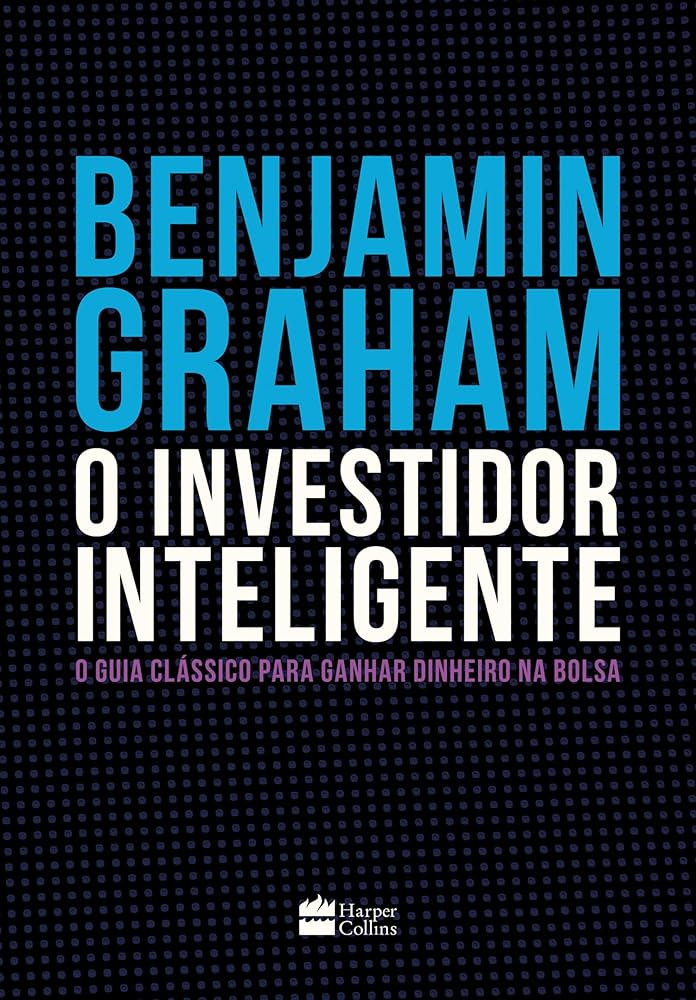 BENJAMIN
GRAHAM
O INVESTIDOR
INTELIGENTE
O GUIA CLÁSSICO PARA GANHAR DINHEIRO NA BOLSA
Harper
Collins